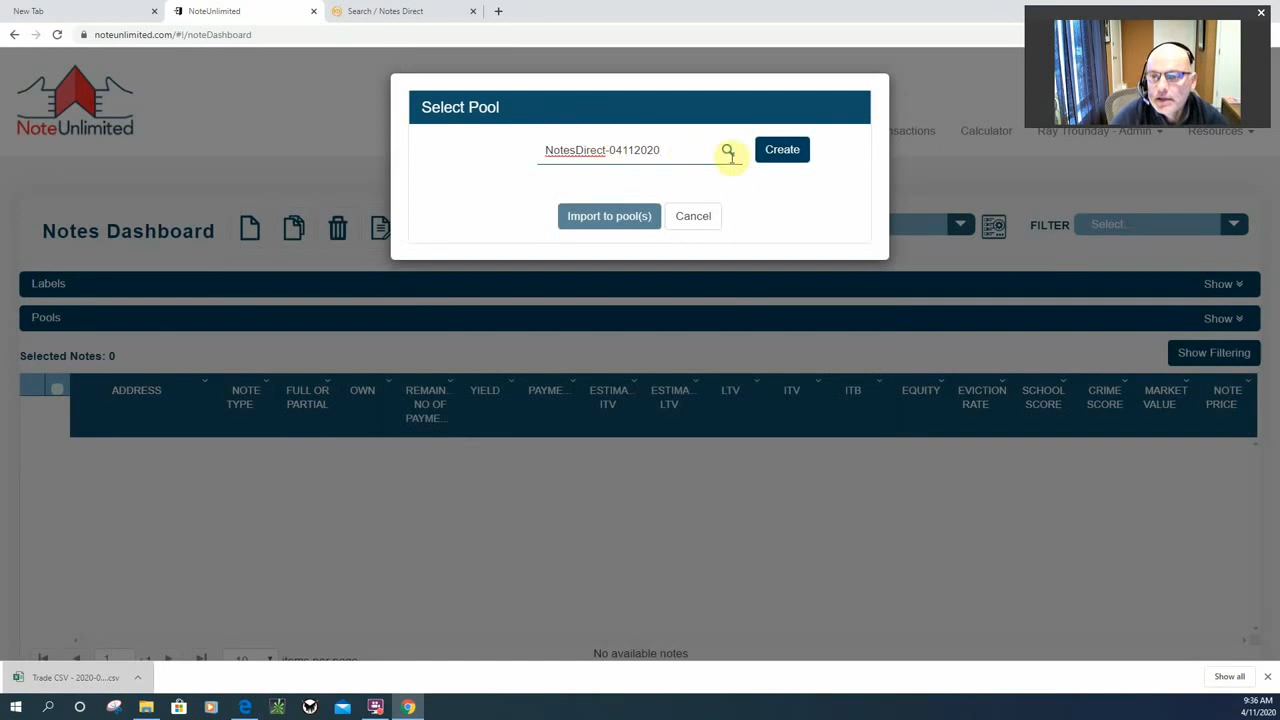 New Tab
NoteUnlimited
Search / Notes Direct
noteunlimited.com/#!/noteDashboard
Select Pool
NotesDirect-04112020
Create
Import to pool(s)
Cancel
NoteUnlimited
Calculator
Ray Trounday - Admin
Resources
Notes Dashboard
FILTER
Select...
Labels
Show
Pools
Show
Selected Notes: 0
Show Filtering
ADDRESS
NOTE TYPE
FULL OR PARTIAL
OWN
REMAIN... NO OF PAYME...
YIELD
PAYME...
ESTIMA... ITV
ESTIMA... LTV
LTV
ITV
ITB
EQUITY
EVICTION RATE
SCHOOL SCORE
CRIME SCORE
MARKET VALUE
NOTE PRICE
No available notes
Trade CSV - 2020-0....csv
Show all
9:36 AM
4/11/2020